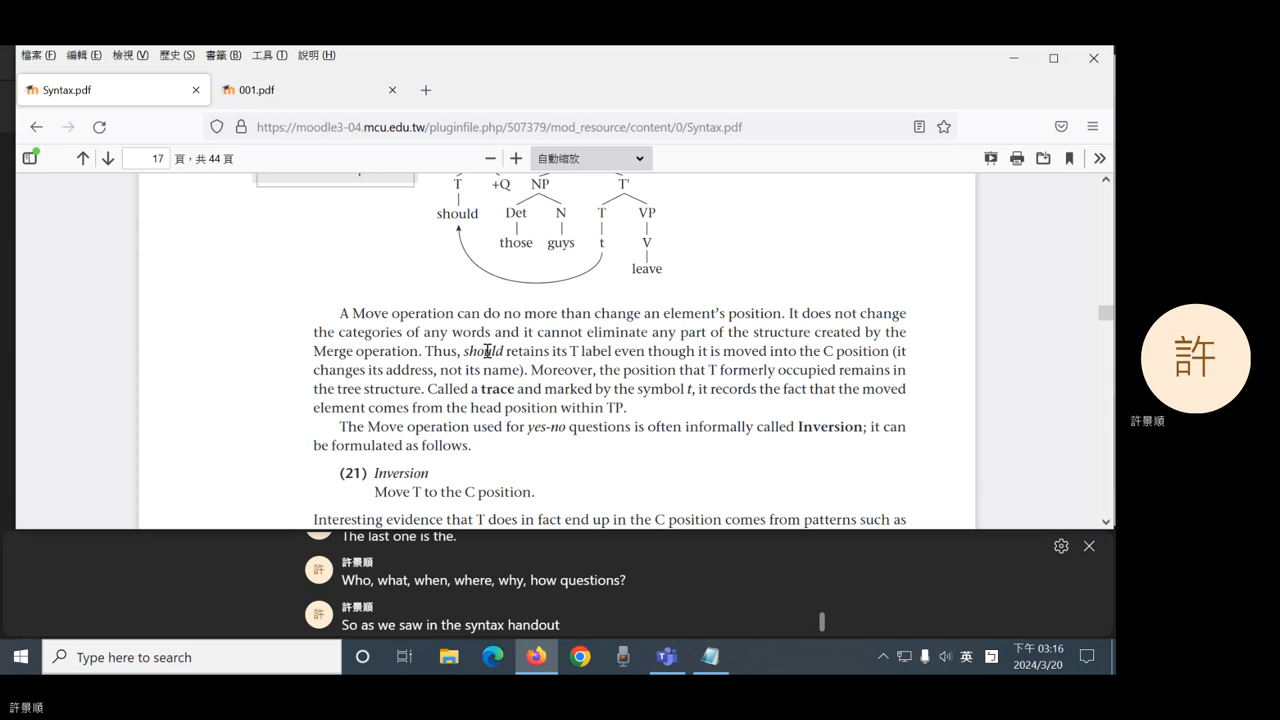 檔案(F) 編輯(E) 檢視(V) 歷史(S) 書籤(B) 工具(T) 說明(H)
Syntax.pdf 001.pdf
https://moodle3-04.mcu.edu.tw/pluginfile.php/507379/mod_resource/content/0/Syntax.pdf
17 頁，共 44 頁 自動縮放
T +Q NP T'
should Det N T VP
those guys t V
leave
A Move operation can do no more than change an element's position. It does not change
the categories of any words and it cannot eliminate any part of the structure created by the
Merge operation. Thus, should retains its T label even though it is moved into the C position (it
changes its address, not its name). Moreover, the position that T formerly occupied remains in
the tree structure. Called a trace and marked by the symbol t, it records the fact that the moved
element comes from the head position within TP.
The Move operation used for yes-no questions is often informally called Inversion; it can
be formulated as follows.
(21) Inversion
Move T to the C position.
Interesting evidence that T does in fact end up in the C position comes from patterns such as
The last one is the.
許 許景順
Who, what, when, where, why, how questions?
許 許景順
So as we saw in the syntax handout
許
許景順
Type here to search
英
下午 03:16
2024/3/20
許景順